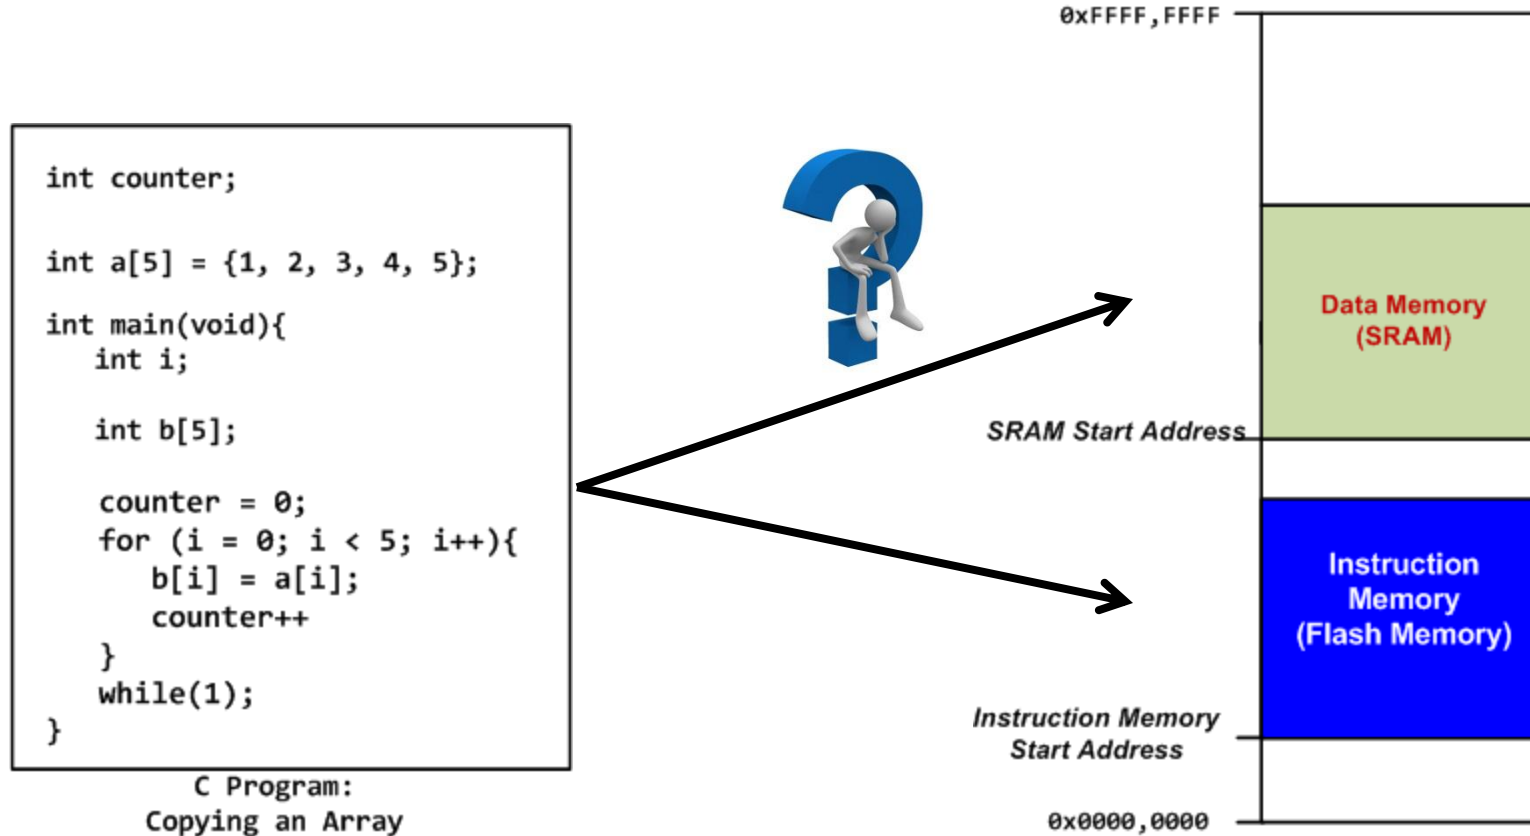 int counter;
int a[5] = {1, 2, 3, 4, 5};
int main(void){
int i;
int b[5];
counter = 0;
for (i = 0; i < 5; i++){
b[i] = a[i];
counter++
}
while(1);
}
C Program:
Copying an Array
0xFFFF,FFFF
Data Memory
(SRAM)
SRAM Start Address
Instruction
Memory
(Flash Memory)
Instruction Memory
Start Address
0x0000,0000